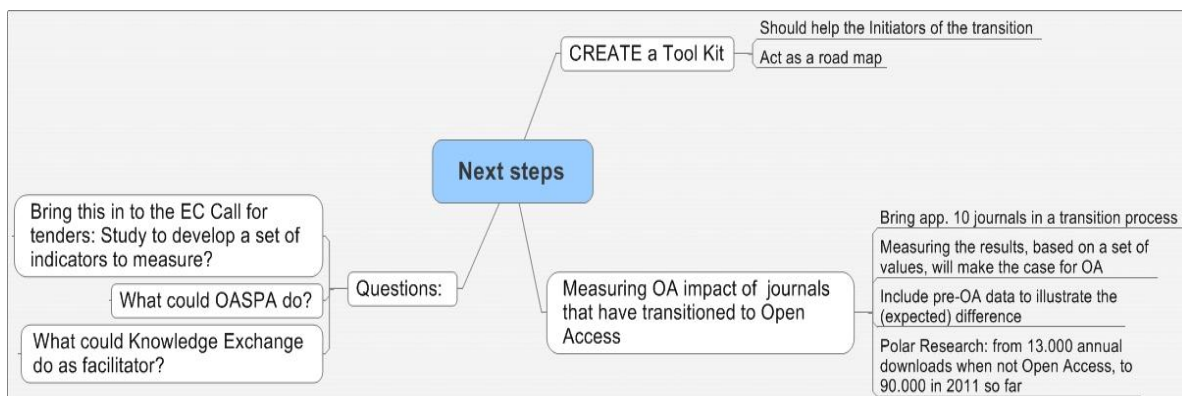 Next steps
CREATE a Tool Kit
Should help the Initiators of the transition
Act as a road map
Measuring OA impact of journals
that have transitioned to Open
Access
Bring app. 10 journals in a transition process
Measuring the results, based on a set of
values, will make the case for OA
Include pre-OA data to illustrate the
(expected) difference
Polar Research: from 13.000 annual
downloads when not Open Access, to
90.000 in 2011 so far
Questions:
Bring this in to the EC Call for
tenders: Study to develop a set of
indicators to measure?
What could OASPA do?
What could Knowledge Exchange
do as facilitator?